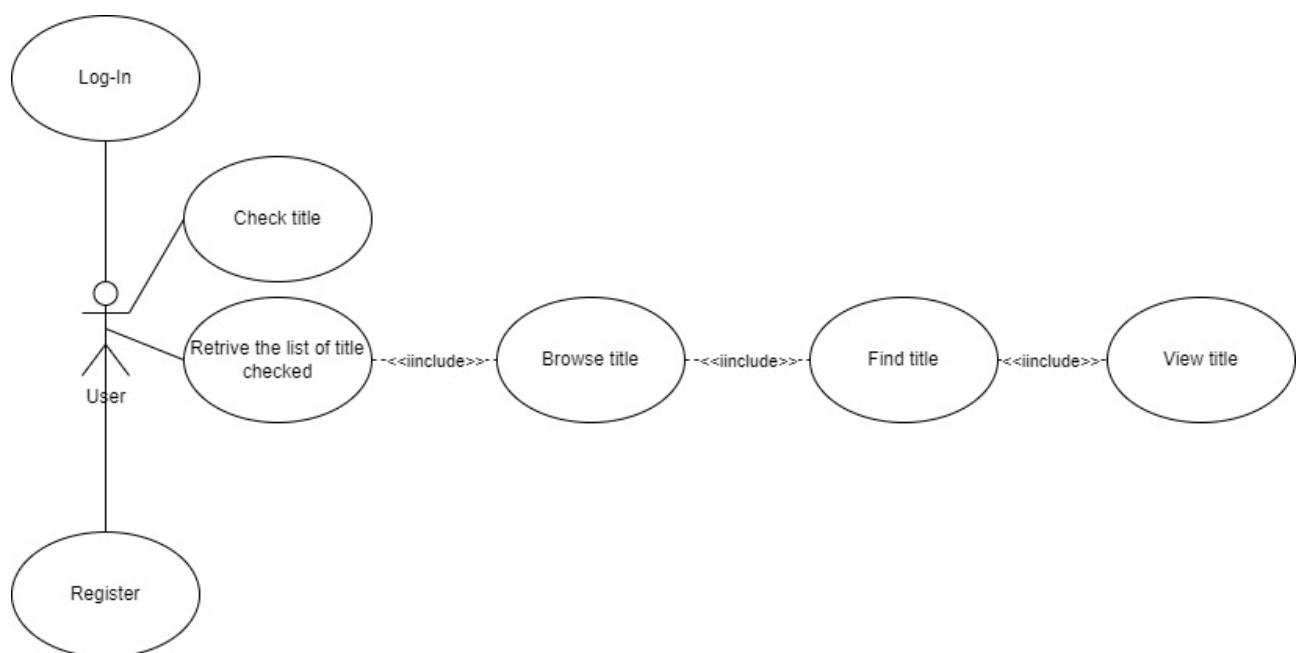 Log-In
Check title
Retrive the list of title
checked
<<iinclude>>
Browse title
<<iinclude>>
Find title
<<iinclude>>
View title
User
Register